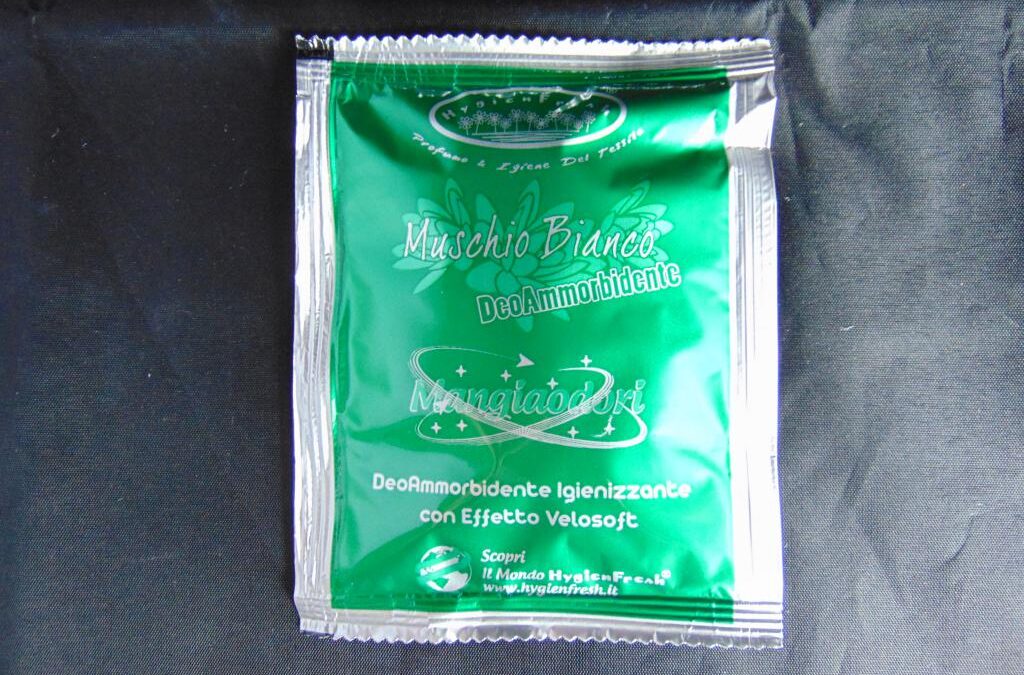 HygienFresh
Profumo & Igiene Del Tessuto
Muschio Bianco
DeoAmmorbidente
Mangiaodori
DeoAmmorbidente Igienizzante
con Effetto Velosoft
Scopri
Il Mondo HygienFresh®
www.hygienfresh.it